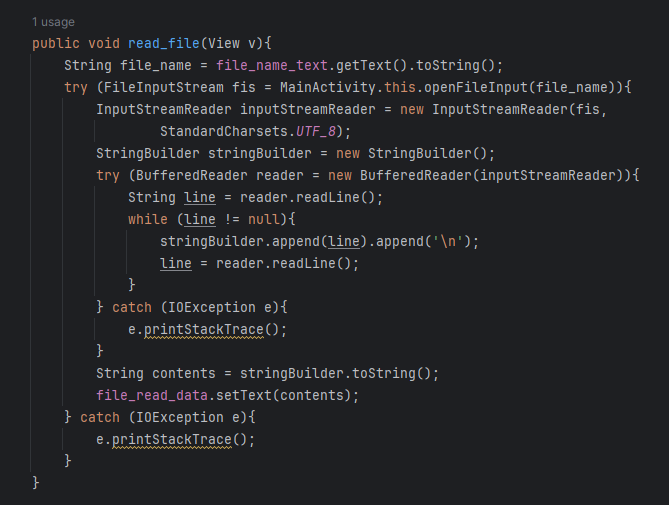 1 usage
public void read_file(View v){
    String file_name = file_name_text.getText().toString();
    try (FileInputStream fis = MainActivity.this.openFileInput(file_name)){
        InputStreamReader inputStreamReader = new InputStreamReader(fis,
                StandardCharsets.UTF_8);
        StringBuilder stringBuilder = new StringBuilder();
        try (BufferedReader reader = new BufferedReader(inputStreamReader)){
            String line = reader.readLine();
            while (line != null){
                stringBuilder.append(line).append('\n');
                line = reader.readLine();
            }
        } catch (IOException e){
            e.printStackTrace();
        }
        String contents = stringBuilder.toString();
        file_read_data.setText(contents);
    } catch (IOException e){
        e.printStackTrace();
    }
}